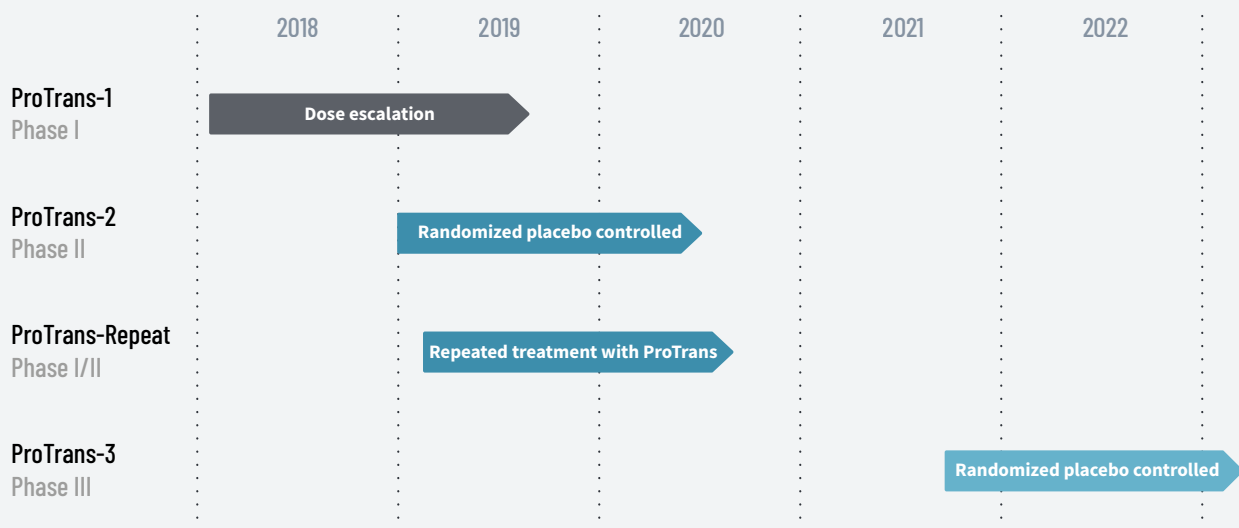 2018 2019 2020 2021 2022
ProTrans-1
Phase I
Dose escalation
ProTrans-2
Phase II
Randomized placebo controlled
ProTrans-Repeat
Phase I/II
Repeated treatment with ProTrans
ProTrans-3
Phase III
Randomized placebo controlled